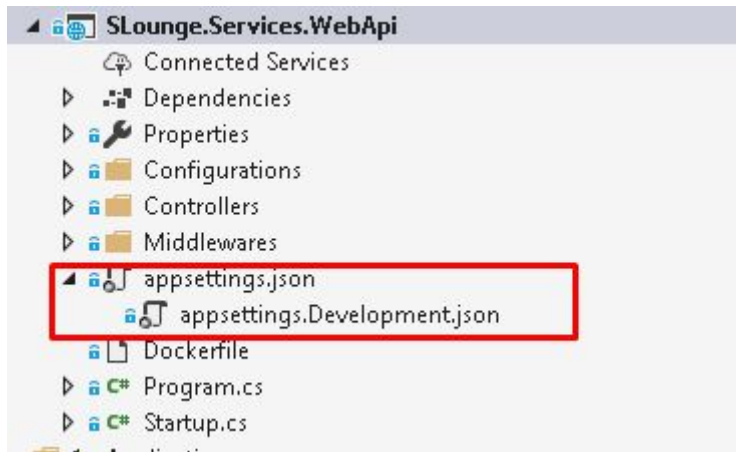 SLounge.Services.WebApi
Connected Services
Dependencies
Properties
Configurations
Controllers
Middlewares
appsettings.json
appsettings.Development.json
Dockerfile
C# Program.cs
C# Startup.cs